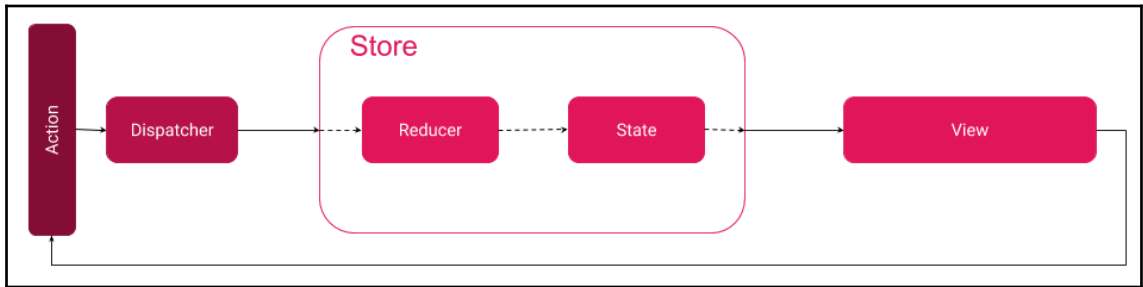 Store
Action
Dispatcher
Reducer
State
View